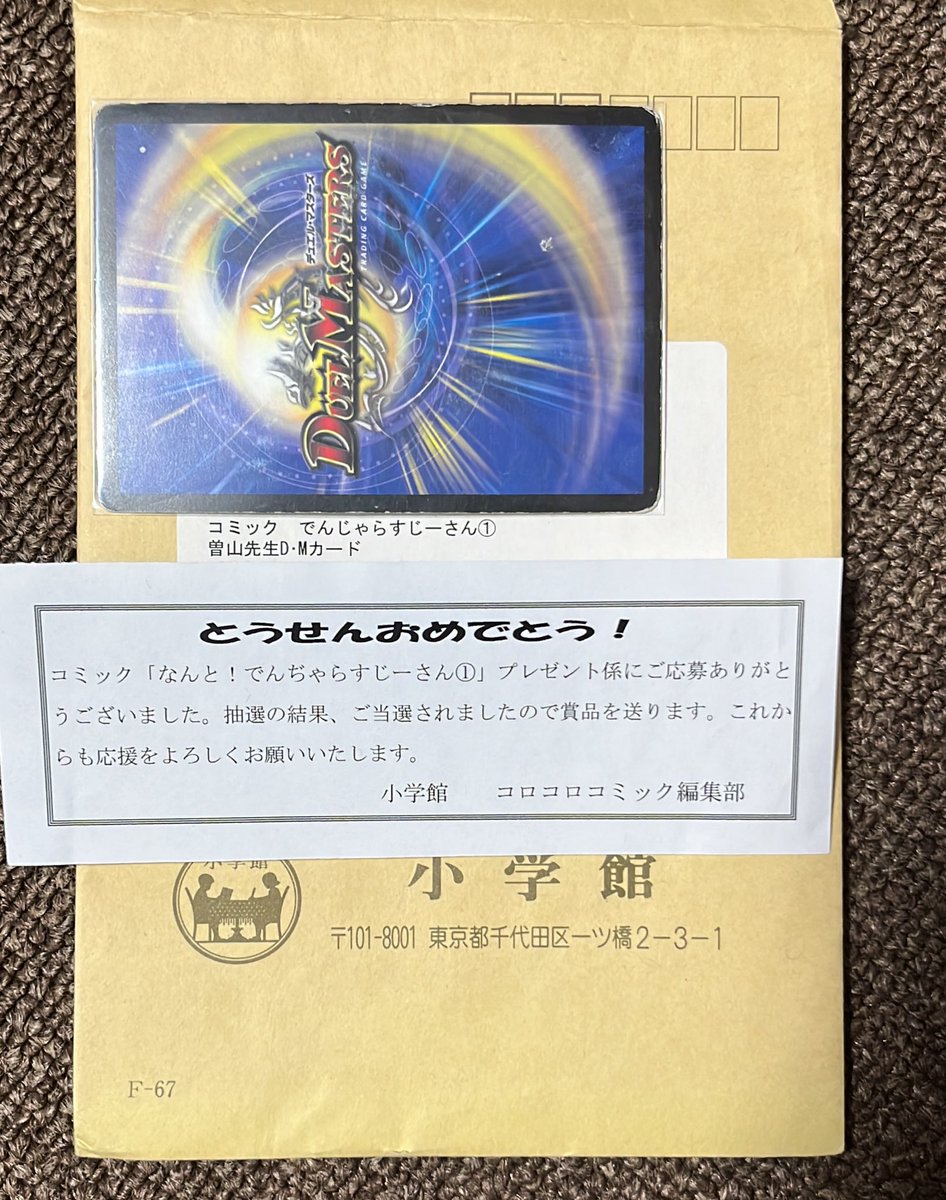 デュエル・マスターズ
DUEL MASTERS
TRADING CARD GAME
コミック でんじゃらすじーさん①
曽山先生D・Mカード
とうせんおめでとう！
コミック「なんと！でんぢゃらすじーさん①」プレゼント係にご応募ありがと
うございました。抽選の結果、ご当選されましたので賞品を送ります。これか
らも応援をよろしくお願いいたします。
小学館 コロコロコミック編集部
小学館
小学館
〒101-8001 東京都千代田区一ツ橋2-3-1
F-67